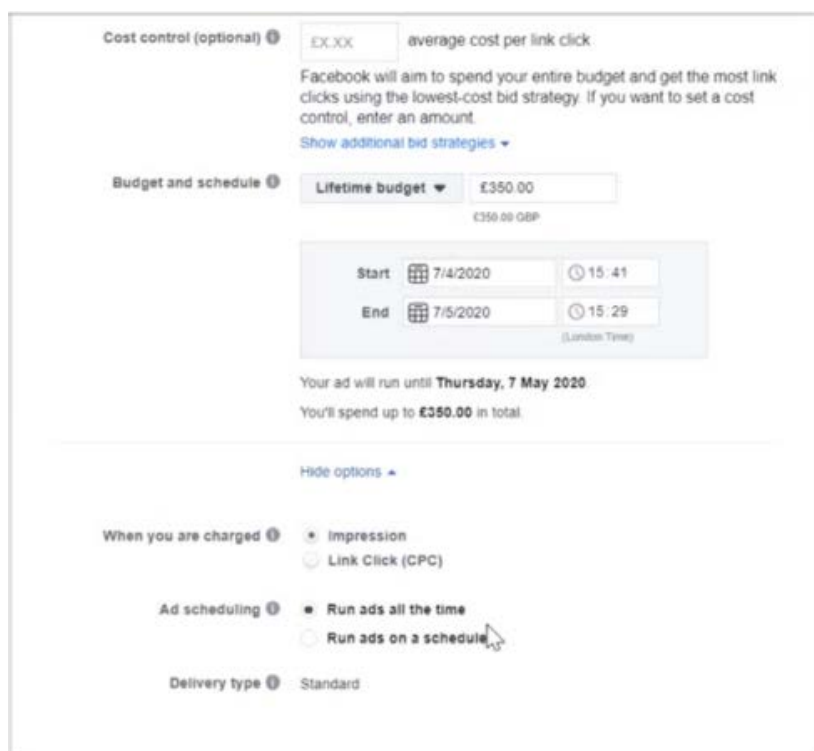 Cost control (optional) £X.XX average cost per link click
Facebook will aim to spend your entire budget and get the most link
clicks using the lowest-cost bid strategy. If you want to set a cost
control, enter an amount.
Show additional bid strategies
Budget and schedule Lifetime budget £350.00
£350.00 GBP
Start 7/4/2020 15:41
End 7/5/2020 15:29
(London Time)
Your ad will run until Thursday, 7 May 2020.
You'll spend up to £350.00 in total.
Hide options
When you are charged Impression
Link Click (CPC)
Ad scheduling Run ads all the time
Run ads on a schedule
Delivery type Standard